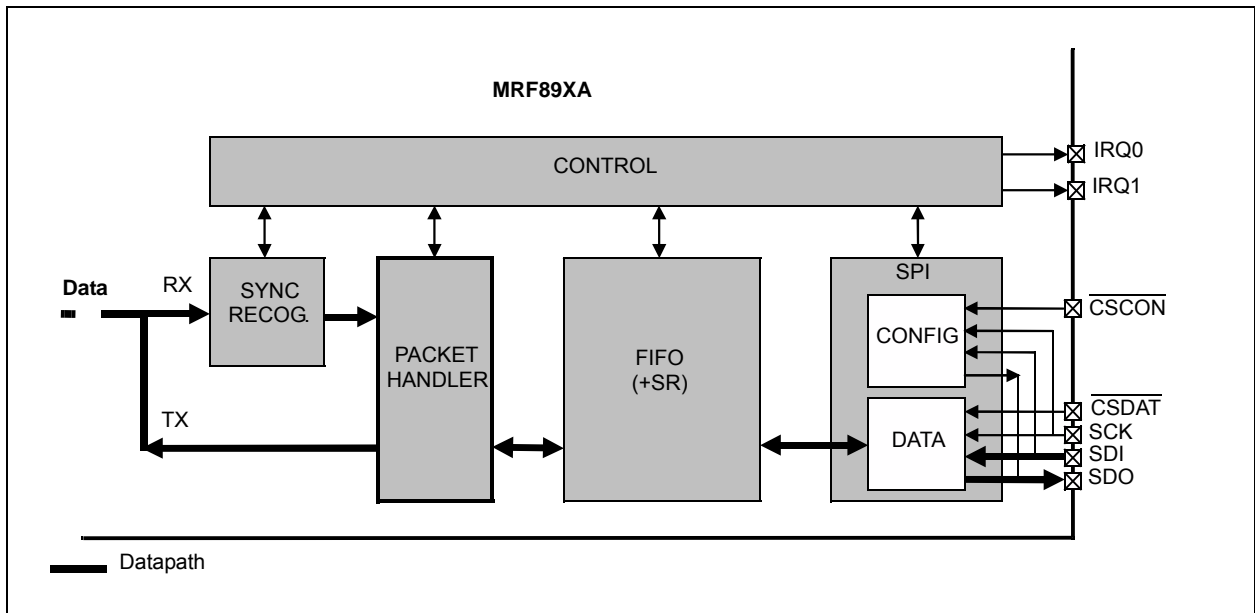 MRF89XA
CONTROL
IRQ0
IRQ1
Data
RX
SYNC
RECOG.
TX
PACKET
HANDLER
FIFO
(+SR)
SPI
CONFIG
DATA
CSCON
CSDAT
SCK
SDI
SDO
Datapath